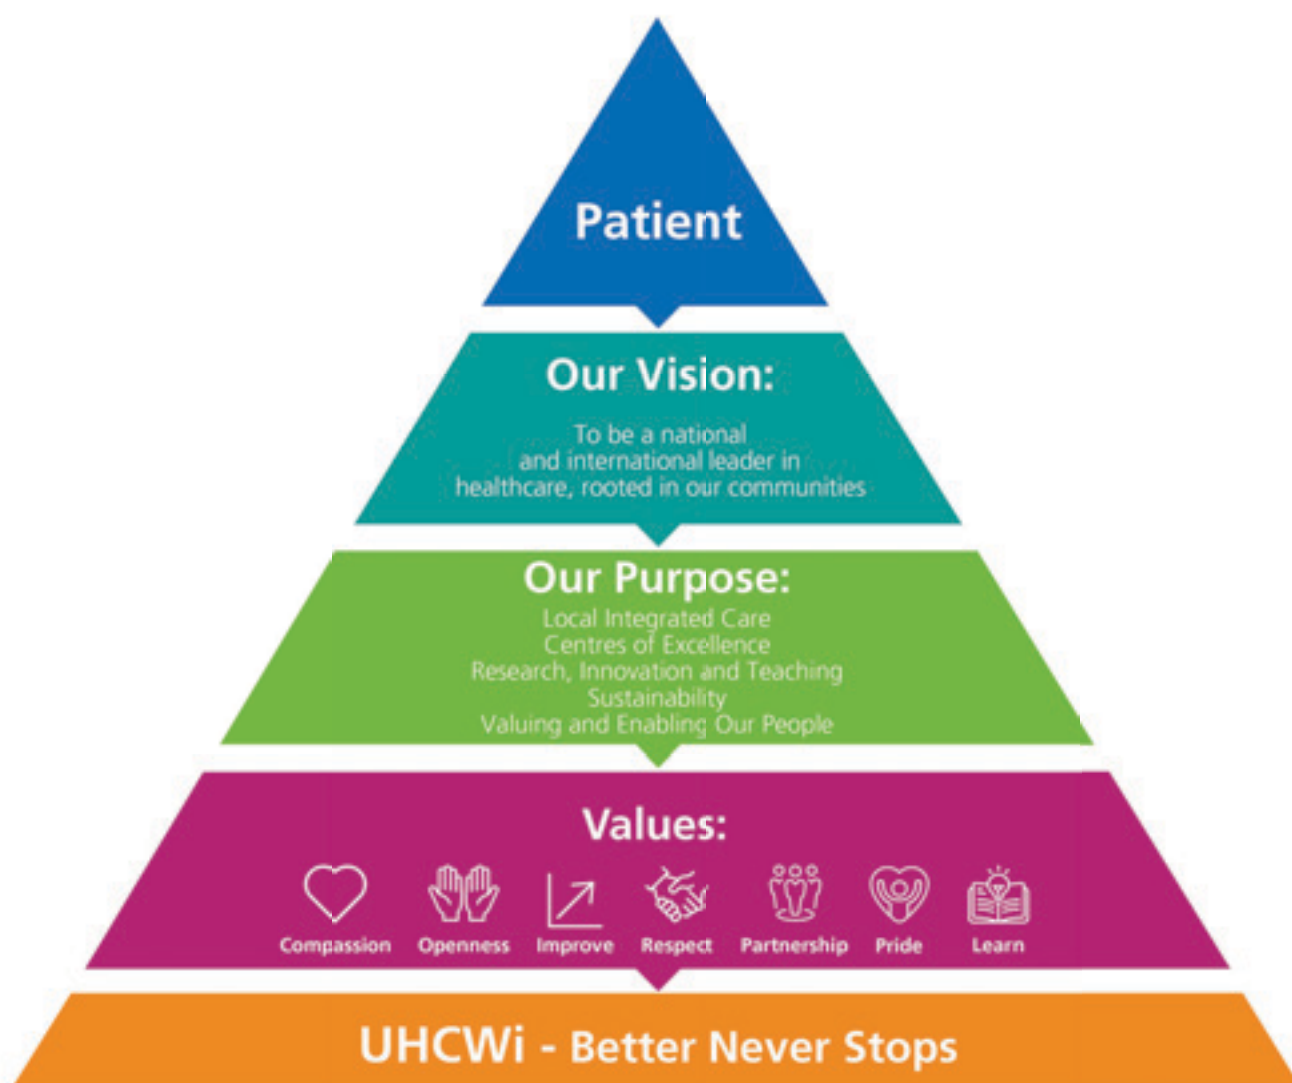 Patient
Our Vision:
To be a national
and international leader in
healthcare, rooted in our communities
Our Purpose:
Local Integrated Care
Centres of Excellence
Research, Innovation and Teaching
Sustainability
Valuing and Enabling Our People
Values:
Compassion Openness Improve Respect Partnership Pride Learn
UHCWi - Better Never Stops